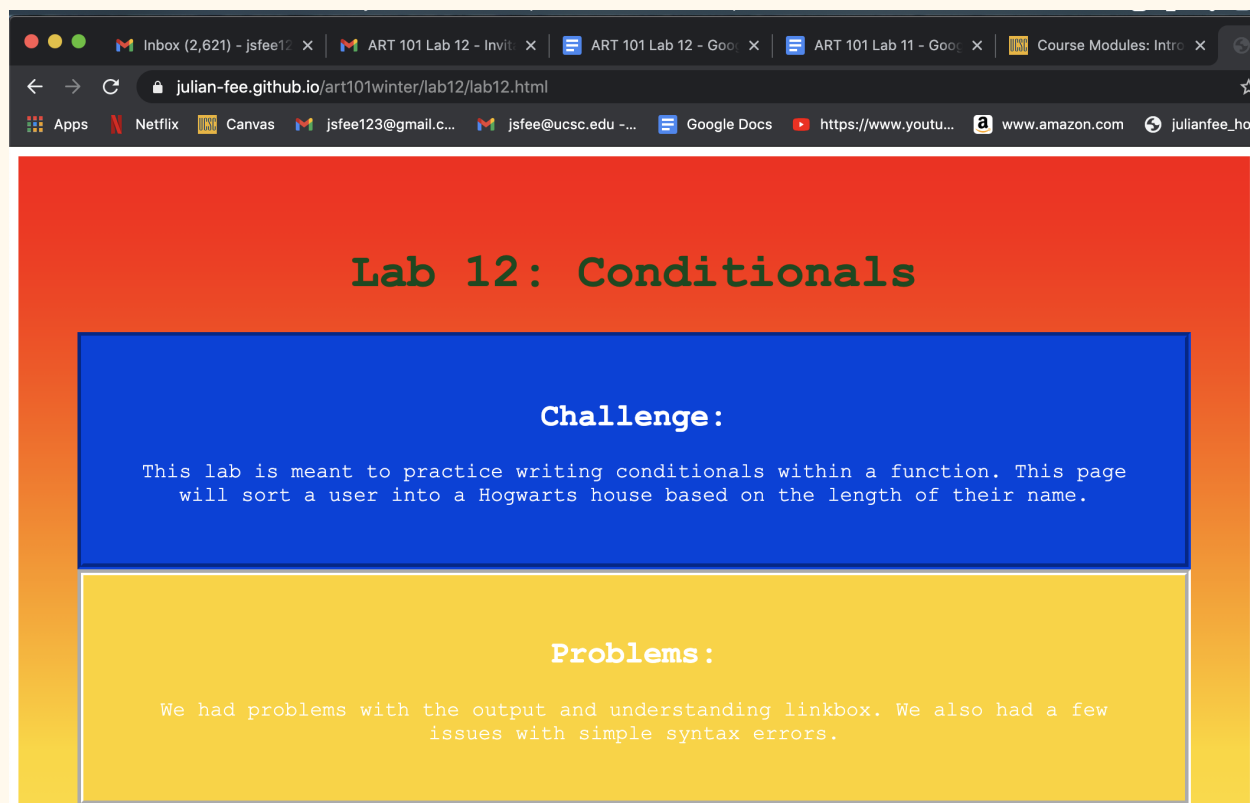 Inbox (2,621) - jsfee12
ART 101 Lab 12 - Invit
ART 101 Lab 12 - Goog
ART 101 Lab 11 - Goog
UCSC Course Modules: Intro
julian-fee.github.io/art101winter/lab12/lab12.html
Apps
N Netflix
UCSC Canvas
jsfee123@gmail.c...
jsfee@ucsc.edu -...
Google Docs
https://www.youtu...
a www.amazon.com
julianfee_ho
Lab 12: Conditionals
Challenge:
This lab is meant to practice writing conditionals within a function. This page
will sort a user into a Hogwarts house based on the length of their name.
Problems:
We had problems with the output and understanding linkbox. We also had a few
issues with simple syntax errors.